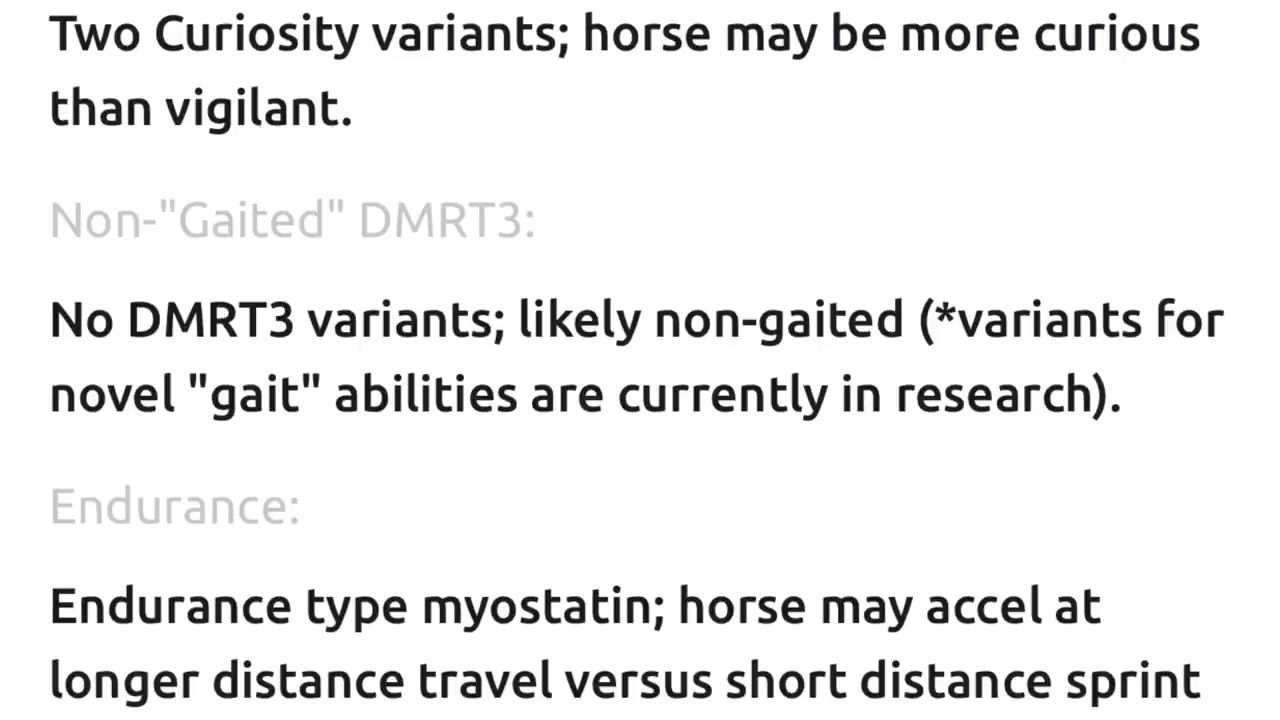 Two Curiosity variants; horse may be more curious
than vigilant.
Non-"Gaited" DMRT3:
No DMRT3 variants; likely non-gaited (*variants for
novel "gait" abilities are currently in research).
Endurance:
Endurance type myostatin; horse may accel at
longer distance travel versus short distance sprint